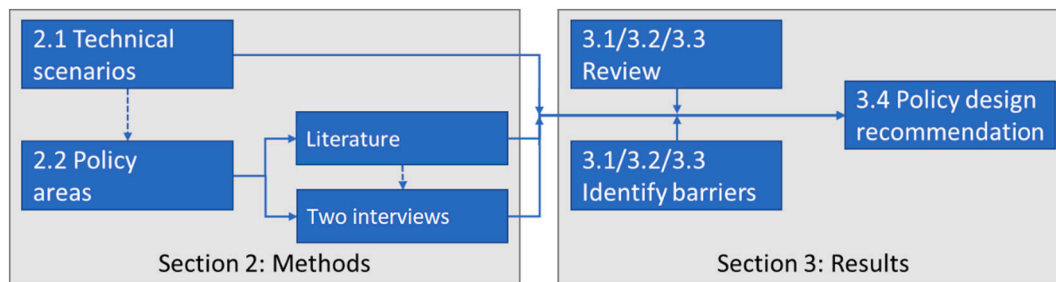 2.1 Technical
scenarios
2.2 Policy
areas
Literature
Two interviews
Section 2: Methods
3.1/3.2/3.3
Review
3.1/3.2/3.3
Identify barriers
3.4 Policy design
recommendation
Section 3: Results